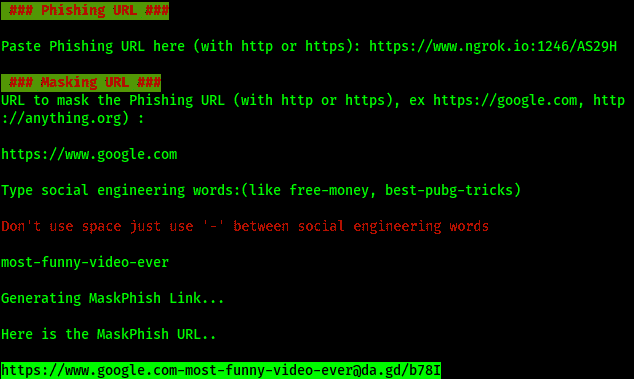 ### Phishing URL ###
Paste Phishing URL here (with http or https): https://www.ngrok.io:1246/AS29H
### Masking URL ###
URL to mask the Phishing URL (with http or https), ex https://google.com, http
://anything.org) :
https://www.google.com
Type social engineering words:(like free-money, best-pubg-tricks)
Don't use space just use '-' between social engineering words
most-funny-video-ever
Generating MaskPhish Link...
Here is the MaskPhish URL..
https://www.google.com-most-funny-video-ever@da.gd/b78I